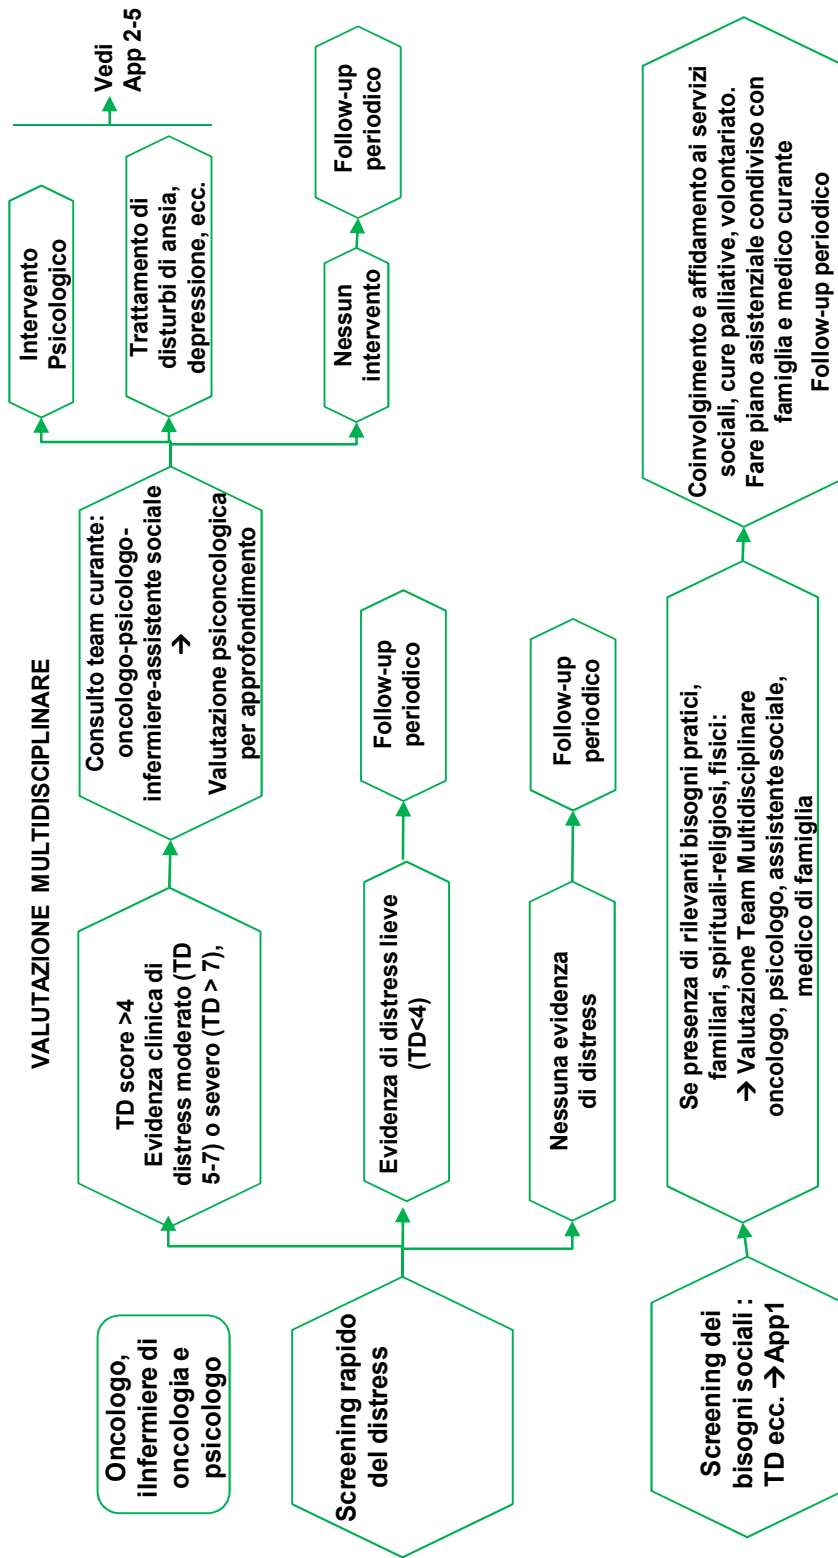 VALUTAZIONE MULTIDISCIPLINARE
Oncologo,
iInfermiere di
oncologia e
psicologo
Screening rapido
del distress
TD score >4
Evidenza clinica di
distress moderato (TD
5-7) o severo (TD > 7),
Consulto team curante:
oncologo-psicologo-
infermiere-assistente sociale
→
Valutazione psiconcologica
per approfondimento
Intervento
Psicologico
Trattamento di
disturbi di ansia,
depressione, ecc.
Vedi
App 2-5
Nessun
intervento
Follow-up
periodico
Evidenza di distress lieve
(TD<4)
Follow-up
periodico
Nessuna evidenza
di distress
Follow-up
periodico
Screening dei
bisogni sociali :
TD ecc. →App1
Se presenza di rilevanti bisogni pratici,
familiari, spirituali-religiosi, fisici:
→ Valutazione Team Multidisciplinare
oncologo, psicologo, assistente sociale,
medico di famiglia
Coinvolgimento e affidamento ai servizi
sociali, cure palliative, volontariato.
Fare piano asistenziale condiviso con
famiglia e medico curante
Follow-up periodico